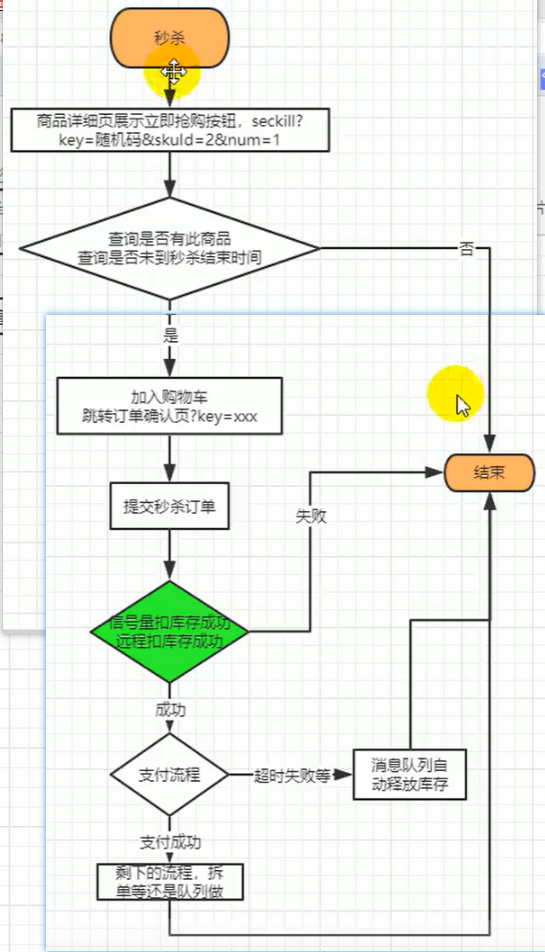 秒杀
商品详细页展示立即抢购按钮，seckill?
key=随机码&skuId=2&num=1
查询是否有此商品
查询是否未到秒杀结束时间
否
是
加入购物车
跳转订单确认页?key=xxx
结束
提交秒杀订单
失败
信号量扣库存成功
远程扣库存成功
成功
支付流程
超时失败等
消息队列自
动释放库存
支付成功
剩下的流程，拆
单等还是队列做